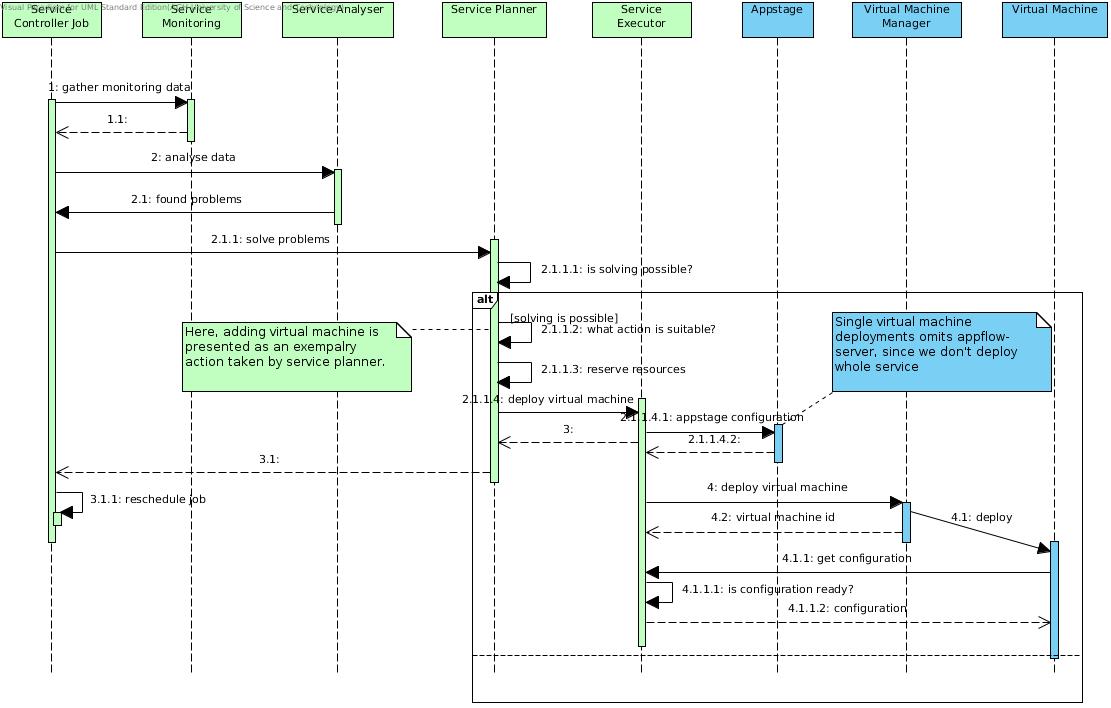 Visual Paradigm for UML Standard Edition(AGH University of Science and
Service
Controller Job
Service
Monitoring
Service Analyser
Service Planner
Service
Executor
Appstage
Virtual Machine
Manager
Virtual Machine
1: gather monitoring data
1.1:
2: analyse data
2.1: found problems
2.1.1: solve problems
2.1.1.1: is solving possible?
alt
[solving is possible]
2.1.1.2: what action is suitable?
Here, adding virtual machine is
presented as an exempalry
action taken by service planner.
Single virtual machine
deployments omits appflow-
server, since we don't deploy
whole service
2.1.1.3: reserve resources
2.1.1.4: deploy virtual machine
2.1.1.4.1: appstage configuration
3:
2.1.1.4.2:
3.1:
4: deploy virtual machine
3.1.1: reschedule job
4.2: virtual machine id
4.1: deploy
4.1.1: get configuration
4.1.1.1: is configuration ready?
4.1.1.2: configuration